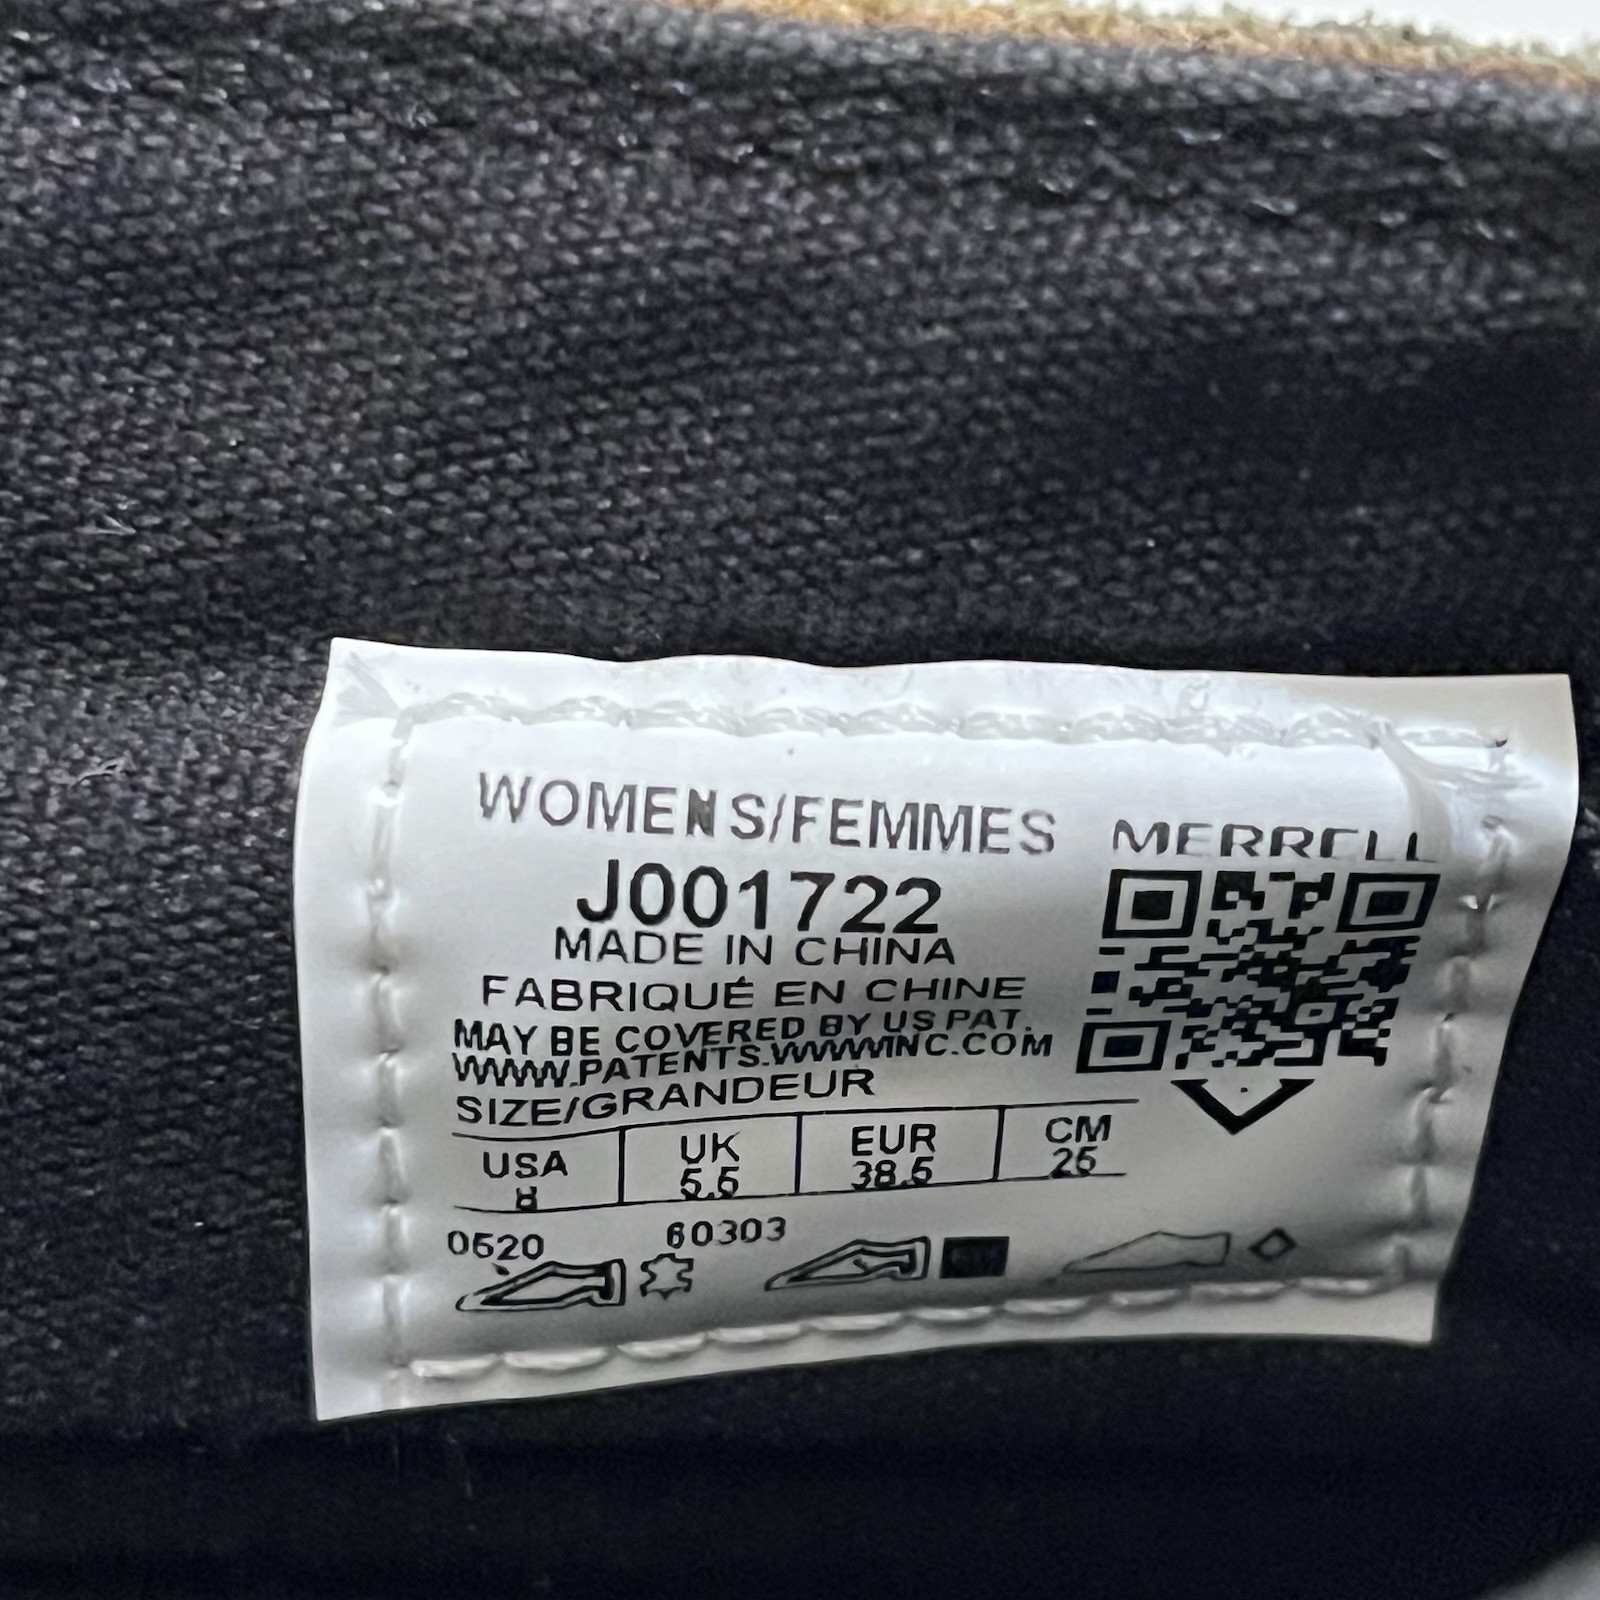 WOMENS/FEMMES
J001722
MADE IN CHINA
FABRIQUÉ EN CHINE
MAY BE COVERED BY US PAT.
WWW.PATENTS.WWWINC.COM
SIZE/GRANDEUR
USA UK EUR CM
8 5.5 38.5 25
0520 60303
MERRELL